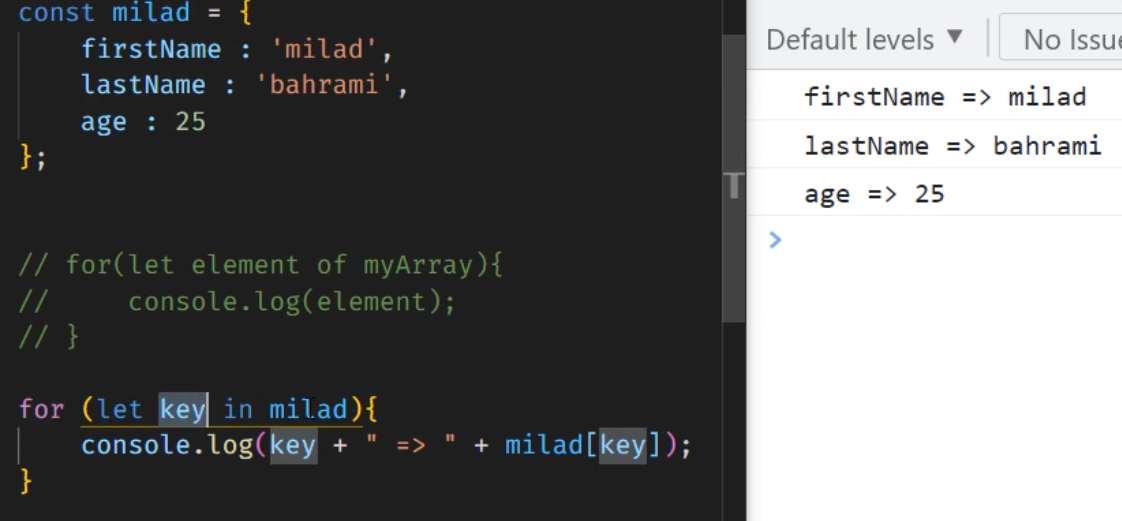 const milad = {
    firstName : 'milad',
    lastName : 'bahrami',
    age : 25
};
// for(let element of myArray){
//     console.log(element);
// }
for (let key in milad){
    console.log(key + " => " + milad[key]);
}
T
Default levels ▼
No
firstName => milad
lastName => bahrami
age => 25
>